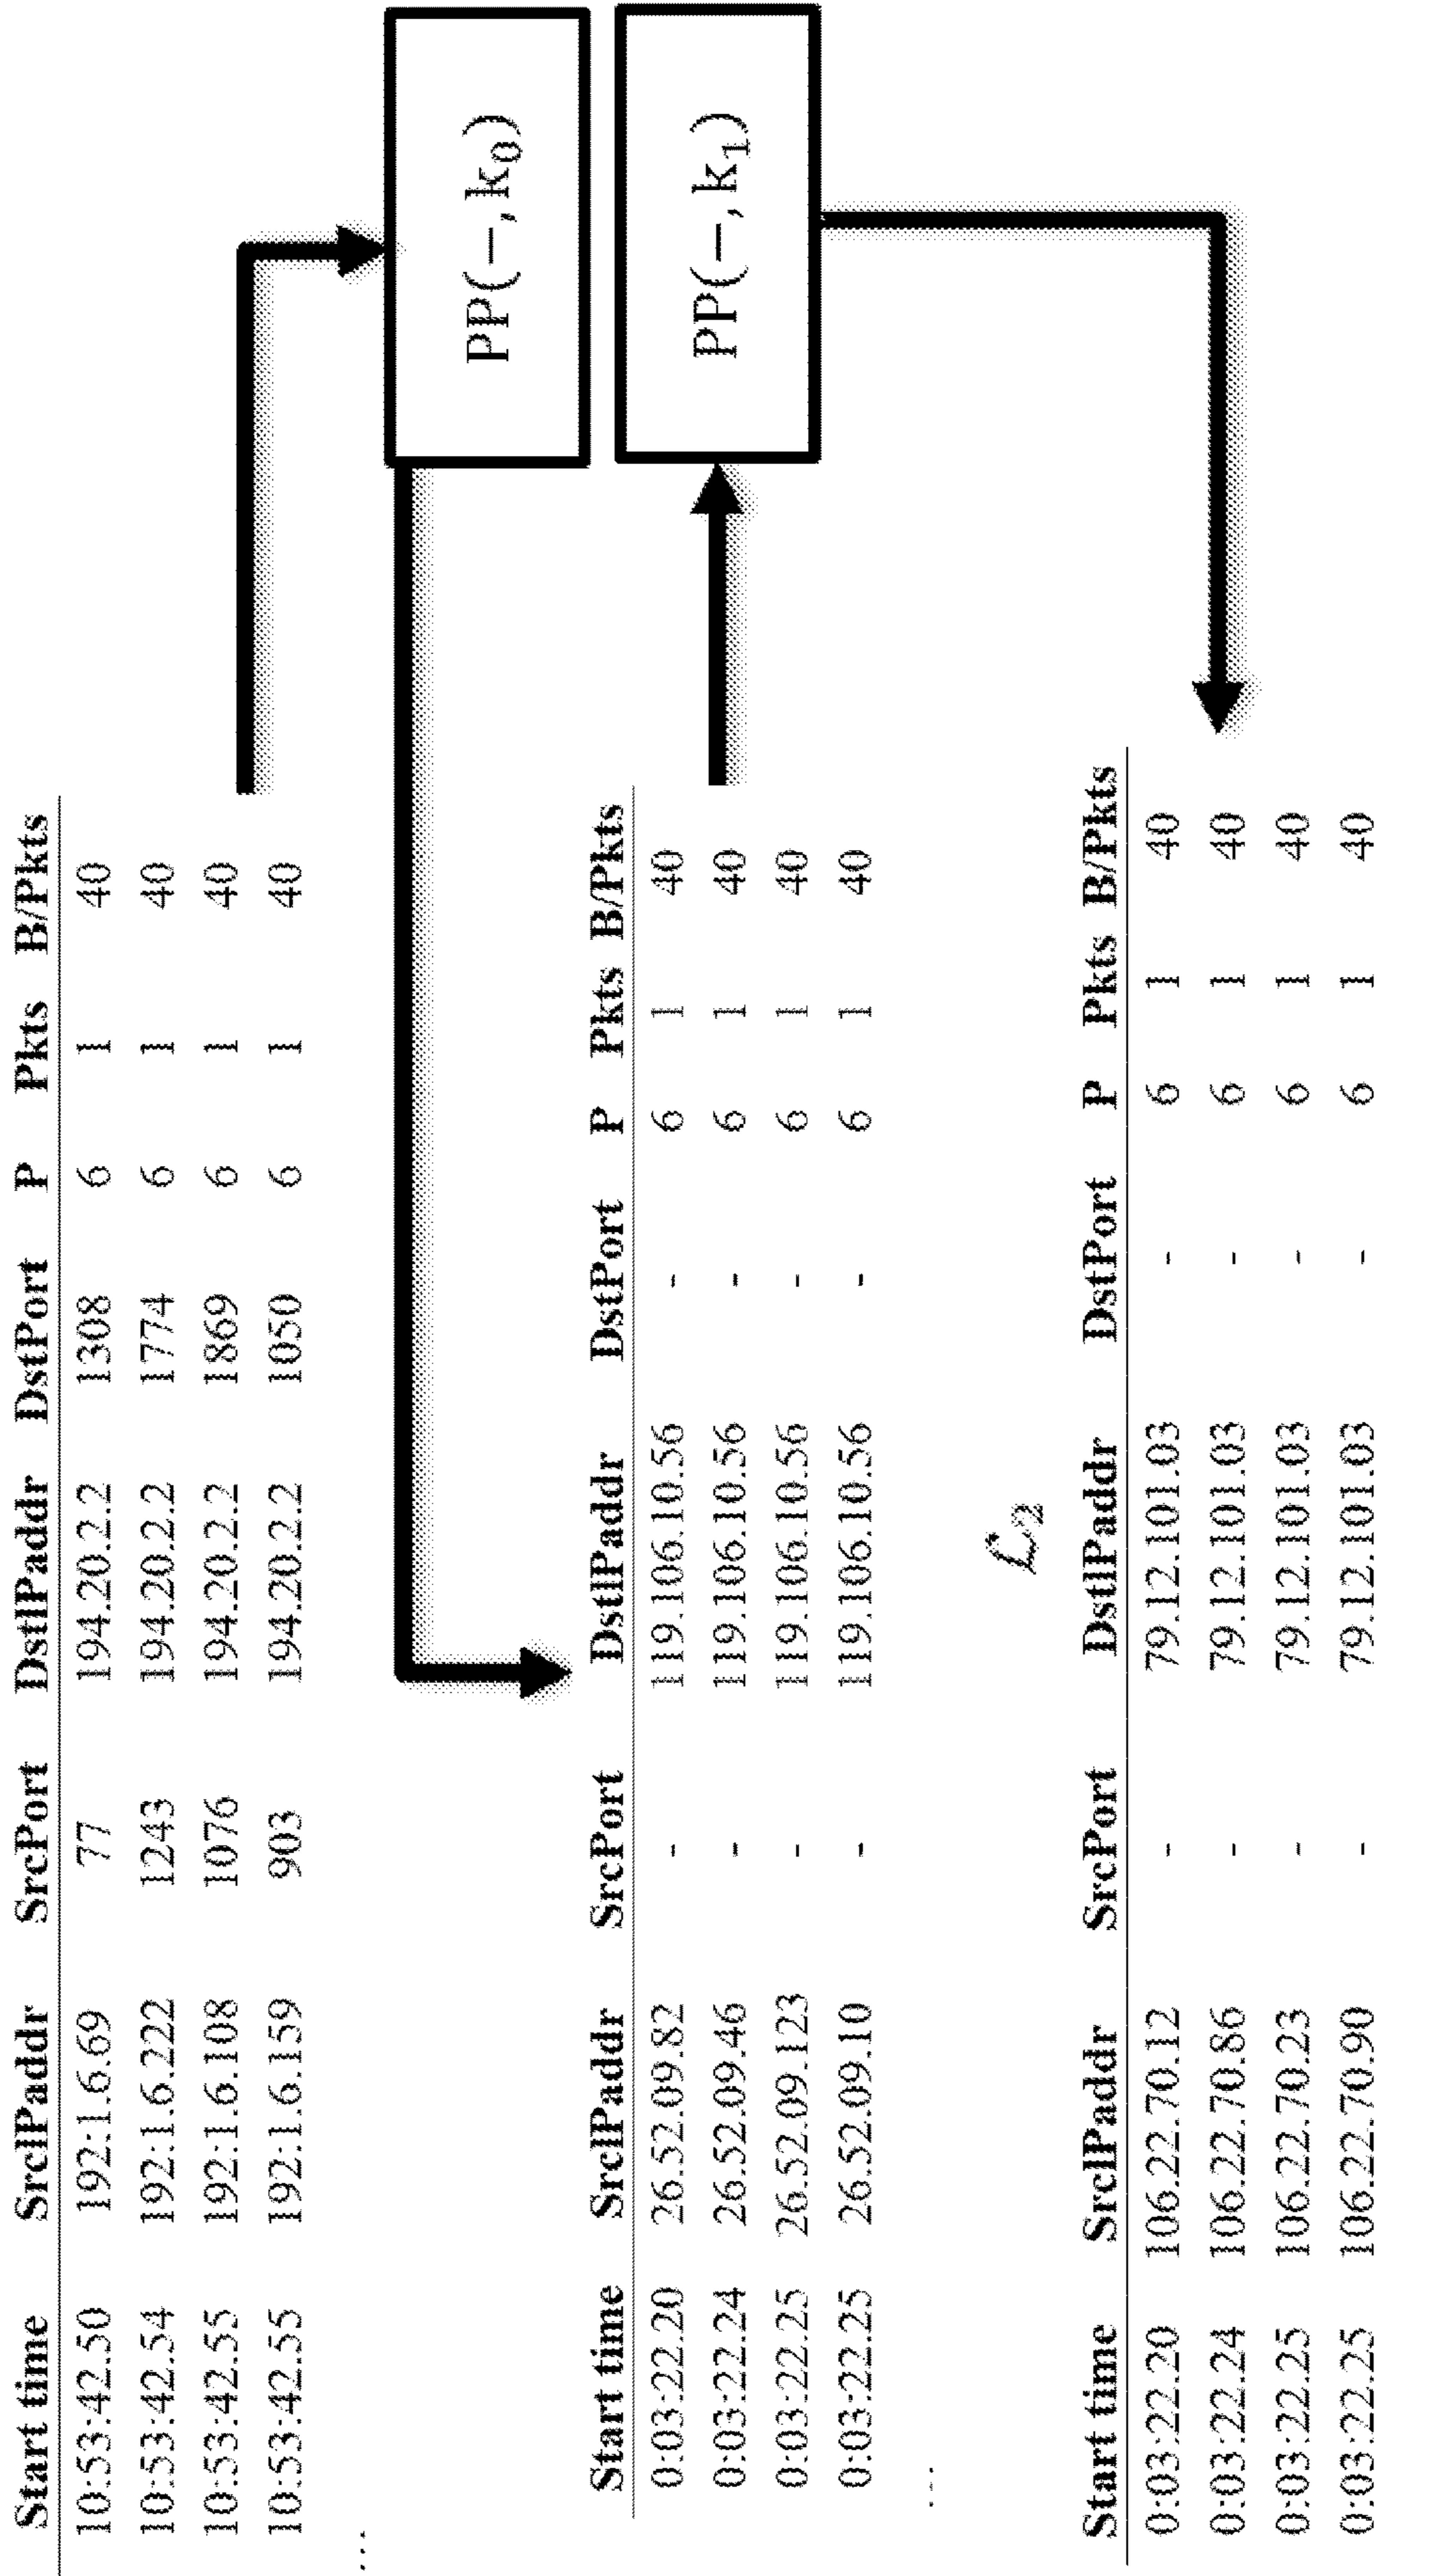 Start time SrcIPaddr SrcPort DstIPaddr DstPort P Pkts B/Pkts
10:53:42.50 192:1.6.69 77 194.20.2.2 1308 6 1 40
10:53:42.54 192:1.6.222 1243 194.20.2.2 1774 6 1 40
10:53:42.55 192:1.6.108 1076 194.20.2.2 1869 6 1 40
10:53:42.55 192:1.6.159 903 194.20.2.2 1050 6 1 40
...
PP(−,k₀)
Start time SrcIPaddr SrcPort DstIPaddr DstPort P Pkts B/Pkts
0:03:22.20 26.52.09.82 - 119.106.10.56 - 6 1 40
0:03:22.24 26.52.09.46 - 119.106.10.56 - 6 1 40
0:03:22.25 26.52.09.123 - 119.106.10.56 - 6 1 40
0:03:22.25 26.52.09.10 - 119.106.10.56 - 6 1 40
...
PP(−,k₁)
ℒ₂
Start time SrcIPaddr SrcPort DstIPaddr DstPort P Pkts B/Pkts
0:03:22.20 106.22.70.12 - 79.12.101.03 - 6 1 40
0:03:22.24 106.22.70.86 - 79.12.101.03 - 6 1 40
0:03:22.25 106.22.70.23 - 79.12.101.03 - 6 1 40
0:03:22.25 106.22.70.90 - 79.12.101.03 - 6 1 40